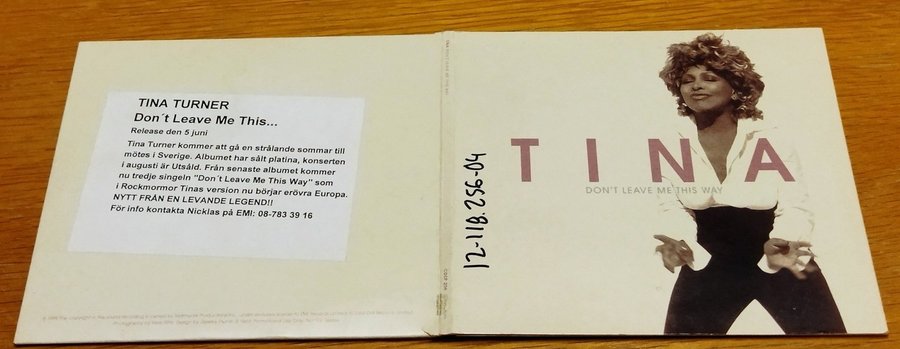 TINA TURNER
Don´t Leave Me This...
Release den 5 juni
Tina Turner kommer att gå en strålande sommar till
mötes i Sverige. Albumet har sålt platina, konserten
i augusti är Utsåld. Från senaste albumet kommer
nu tredje singeln "Don´t Leave Me This Way" som
i Rockmormor Tinas version nu börjar erövra Europa.
NYTT FRÅN EN LEVANDE LEGEND!!
För info kontakta Nicklas på EMI: 08-783 39 16
12-118.256-04
TINA
DON'T LEAVE ME THIS WAY